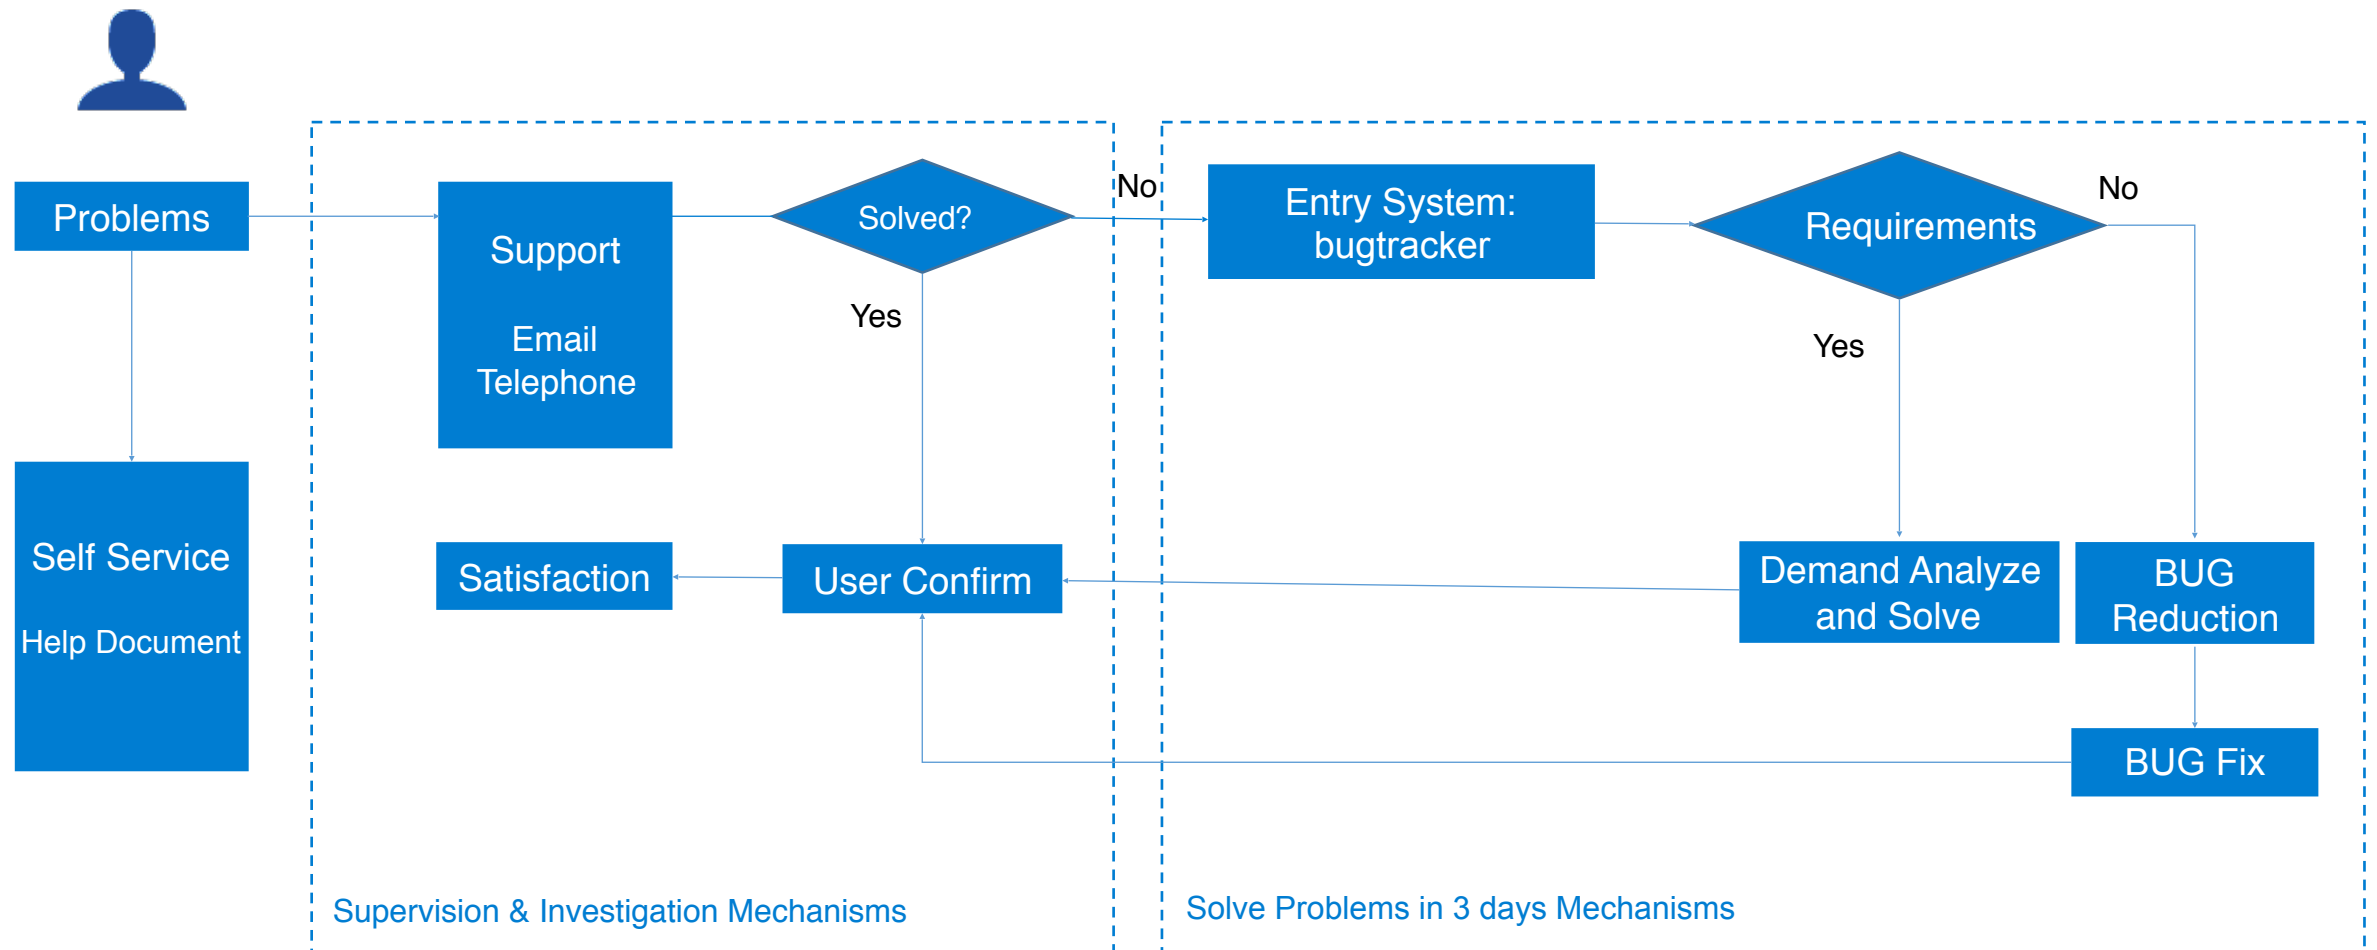 Problems
Self Service
Help Document
Support
Email
Telephone
Solved?
No
Yes
User Confirm
Satisfaction
Supervision & Investigation Mechanisms
Entry System:
bugtracker
Requirements
No
Yes
Demand Analyze
and Solve
BUG
Reduction
BUG Fix
Solve Problems in 3 days Mechanisms